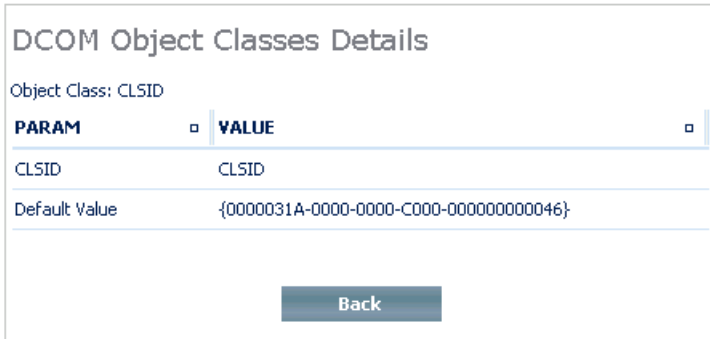 DCOM Object Classes Details
Object Class: CLSID
PARAM VALUE
CLSID CLSID
Default Value {0000031A-0000-0000-C000-000000000046}
Back